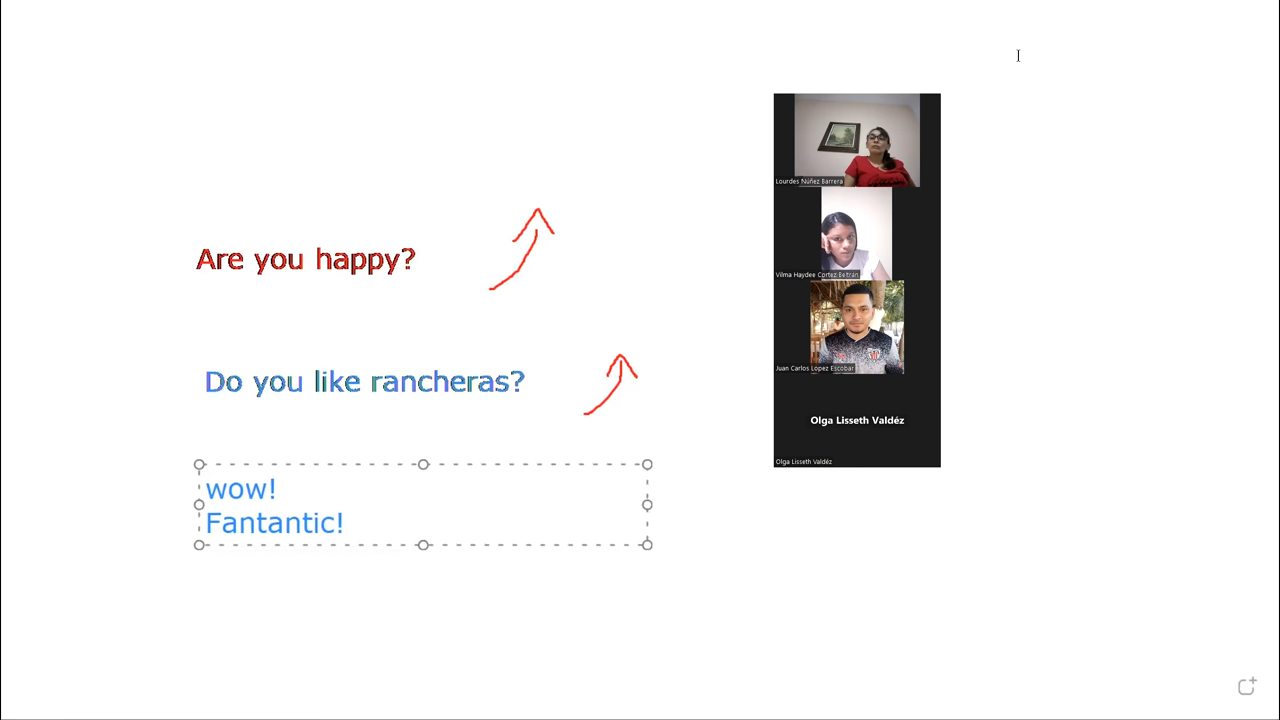 Are you happy?
Do you like rancheras?
wow!
Fantantic!
Lourdes Núñez Barrera
Vilma Haydee Cortez Beltrán
Juan Carlos Lopez Escobar
Olga Lisseth Valdéz
Olga Lisseth Valdéz